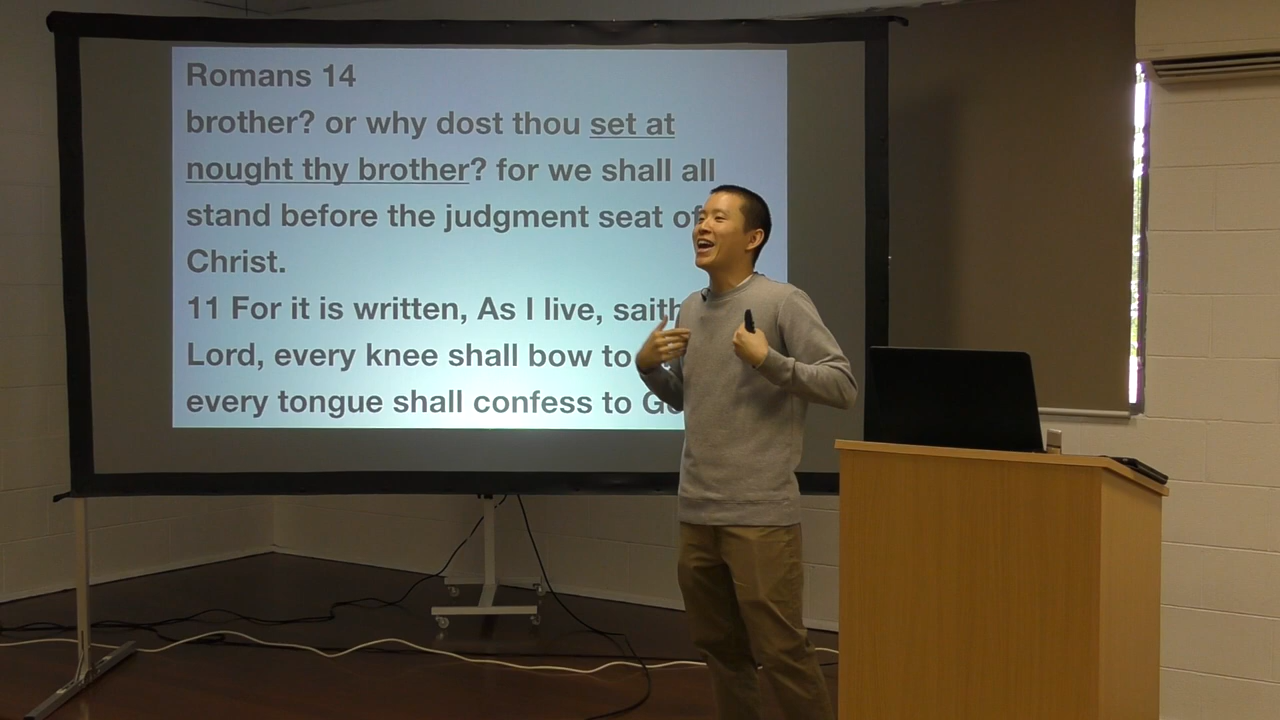 Romans 14
brother? or why dost thou set at
nought thy brother? for we shall all
stand before the judgment seat of
Christ.
11 For it is written, As I live, saith
Lord, every knee shall bow to
every tongue shall confess to